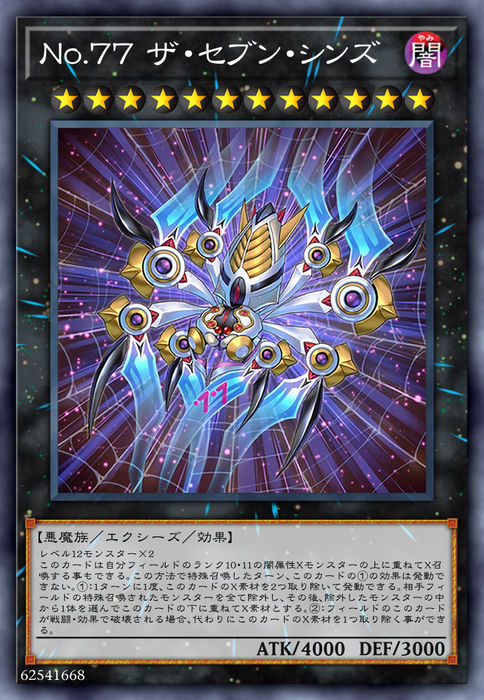 No.77 ザ・セブン・シンズ
やみ
闇
7・7
【悪魔族／エクシーズ／効果】
レベル12モンスター×2
このカードは自分フィールドのランク10・11の闇属性Xモンスターの上に重ねてX召
喚する事もできる。この方法で特殊召喚したターン、このカードの①の効果は発動で
きない。①：1ターンに1度、このカードのX素材を2つ取り除いて発動できる。相手フィー
ルドの特殊召喚されたモンスターを全て除外し、その後、除外したモンスターの中
から1体を選んでこのカードの下に重ねてX素材とする。②：フィールドのこのカード
が戦闘・効果で破壊される場合、代わりにこのカードのX素材を1つ取り除く事ができ
る。
ATK/4000 DEF/3000
62541668